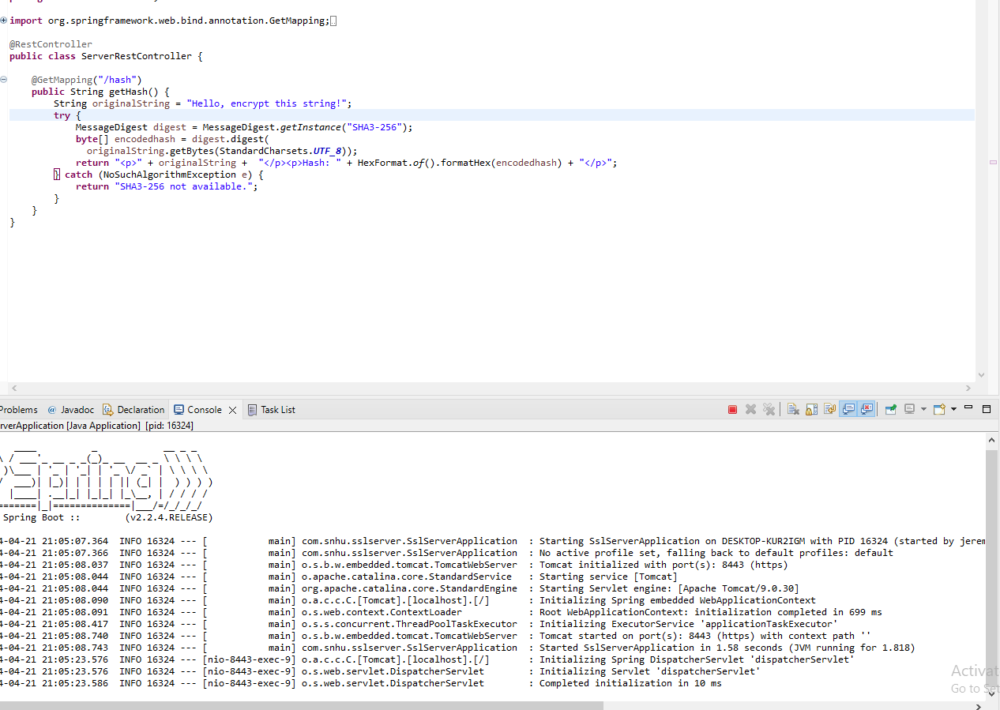 import org.springframework.web.bind.annotation.GetMapping;
@RestController
public class ServerRestController {
@GetMapping("/hash")
public String getHash() {
String originalString = "Hello, encrypt this string!";
try {
MessageDigest digest = MessageDigest.getInstance("SHA3-256");
byte[] encodedhash = digest.digest(
originalString.getBytes(StandardCharsets.UTF_8));
return "<p>" + originalString +  "</p><p>Hash: " + HexFormat.of().formatHex(encodedhash) + "</p>";
} catch (NoSuchAlgorithmException e) {
return "SHA3-256 not available.";
}
}
}
Problems @ Javadoc Declaration Console Task List
rverApplication [Java Application] [pid: 16324]
Spring Boot ::        (v2.2.4.RELEASE)
4-04-21 21:05:07.364  INFO 16324 --- [           main] com.snhu.sslserver.SslServerApplication  : Starting SslServerApplication on DESKTOP-KUR2IGM with PID 16324 (started by jerem
4-04-21 21:05:07.366  INFO 16324 --- [           main] com.snhu.sslserver.SslServerApplication  : No active profile set, falling back to default profiles: default
4-04-21 21:05:08.037  INFO 16324 --- [           main] o.s.b.w.embedded.tomcat.TomcatWebServer  : Tomcat initialized with port(s): 8443 (https)
4-04-21 21:05:08.044  INFO 16324 --- [           main] o.apache.catalina.core.StandardService   : Starting service [Tomcat]
4-04-21 21:05:08.044  INFO 16324 --- [           main] org.apache.catalina.core.StandardEngine  : Starting Servlet engine: [Apache Tomcat/9.0.30]
4-04-21 21:05:08.090  INFO 16324 --- [           main] o.a.c.c.C.[Tomcat].[localhost].[/]       : Initializing Spring embedded WebApplicationContext
4-04-21 21:05:08.091  INFO 16324 --- [           main] o.s.web.context.ContextLoader            : Root WebApplicationContext: initialization completed in 699 ms
4-04-21 21:05:08.417  INFO 16324 --- [           main] o.s.s.concurrent.ThreadPoolTaskExecutor  : Initializing ExecutorService 'applicationTaskExecutor'
4-04-21 21:05:08.740  INFO 16324 --- [           main] o.s.b.w.embedded.tomcat.TomcatWebServer  : Tomcat started on port(s): 8443 (https) with context path ''
4-04-21 21:05:08.743  INFO 16324 --- [           main] com.snhu.sslserver.SslServerApplication  : Started SslServerApplication in 1.58 seconds (JVM running for 1.818)
4-04-21 21:05:23.576  INFO 16324 --- [nio-8443-exec-9] o.a.c.c.C.[Tomcat].[localhost].[/]       : Initializing Spring DispatcherServlet 'dispatcherServlet'
4-04-21 21:05:23.576  INFO 16324 --- [nio-8443-exec-9] o.s.web.servlet.DispatcherServlet        : Initializing Servlet 'dispatcherServlet'
4-04-21 21:05:23.586  INFO 16324 --- [nio-8443-exec-9] o.s.web.servlet.DispatcherServlet        : Completed initialization in 10 ms
Activat
Go to Set